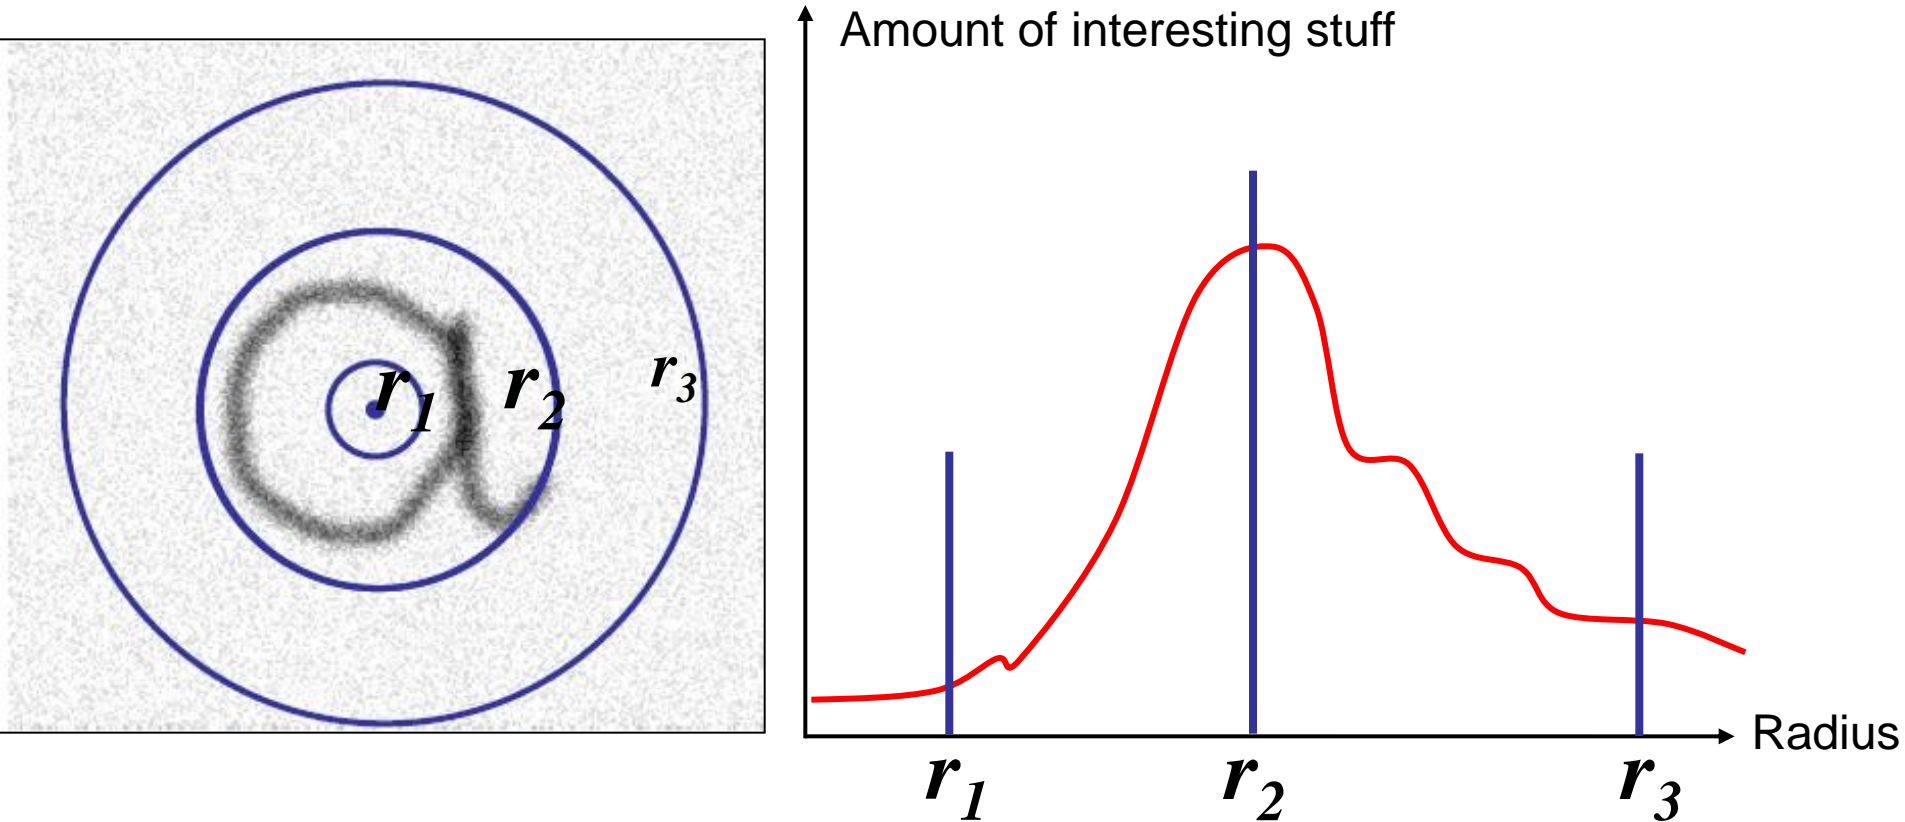 Amount of interesting stuff
r1 r2 r3
a
Radius
r1 r2 r3